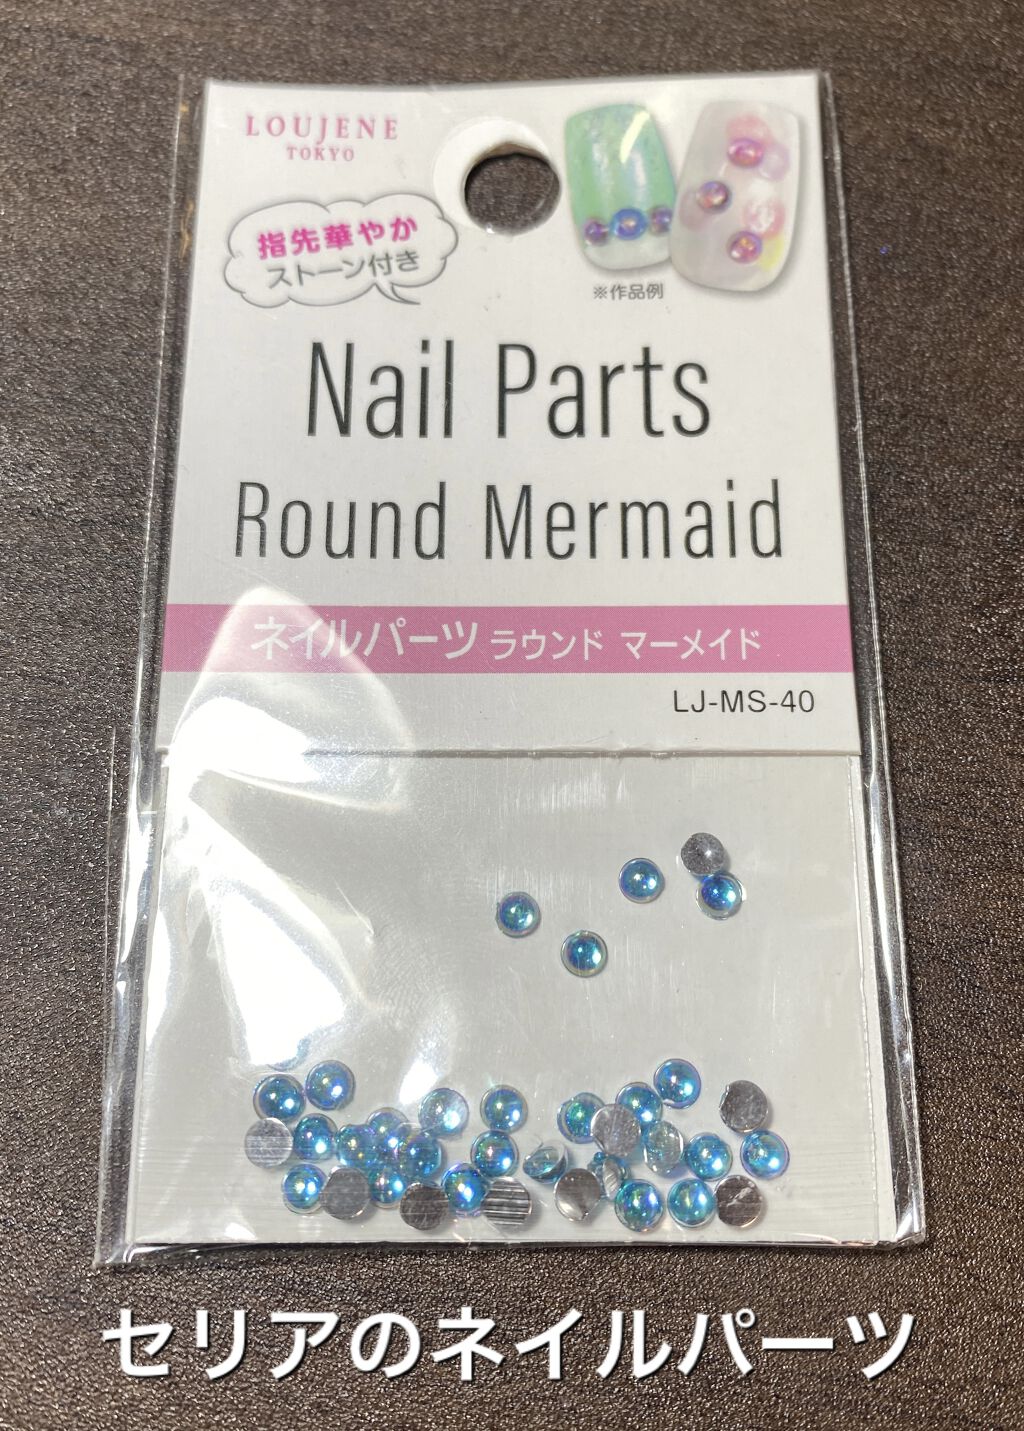 LOUJENE
TOKYO
指先華やか
ストーン付き
※作品例
Nail Parts
Round Mermaid
ネイルパーツ ラウンド マーメイド
LJ-MS-40
セリアのネイルパーツ